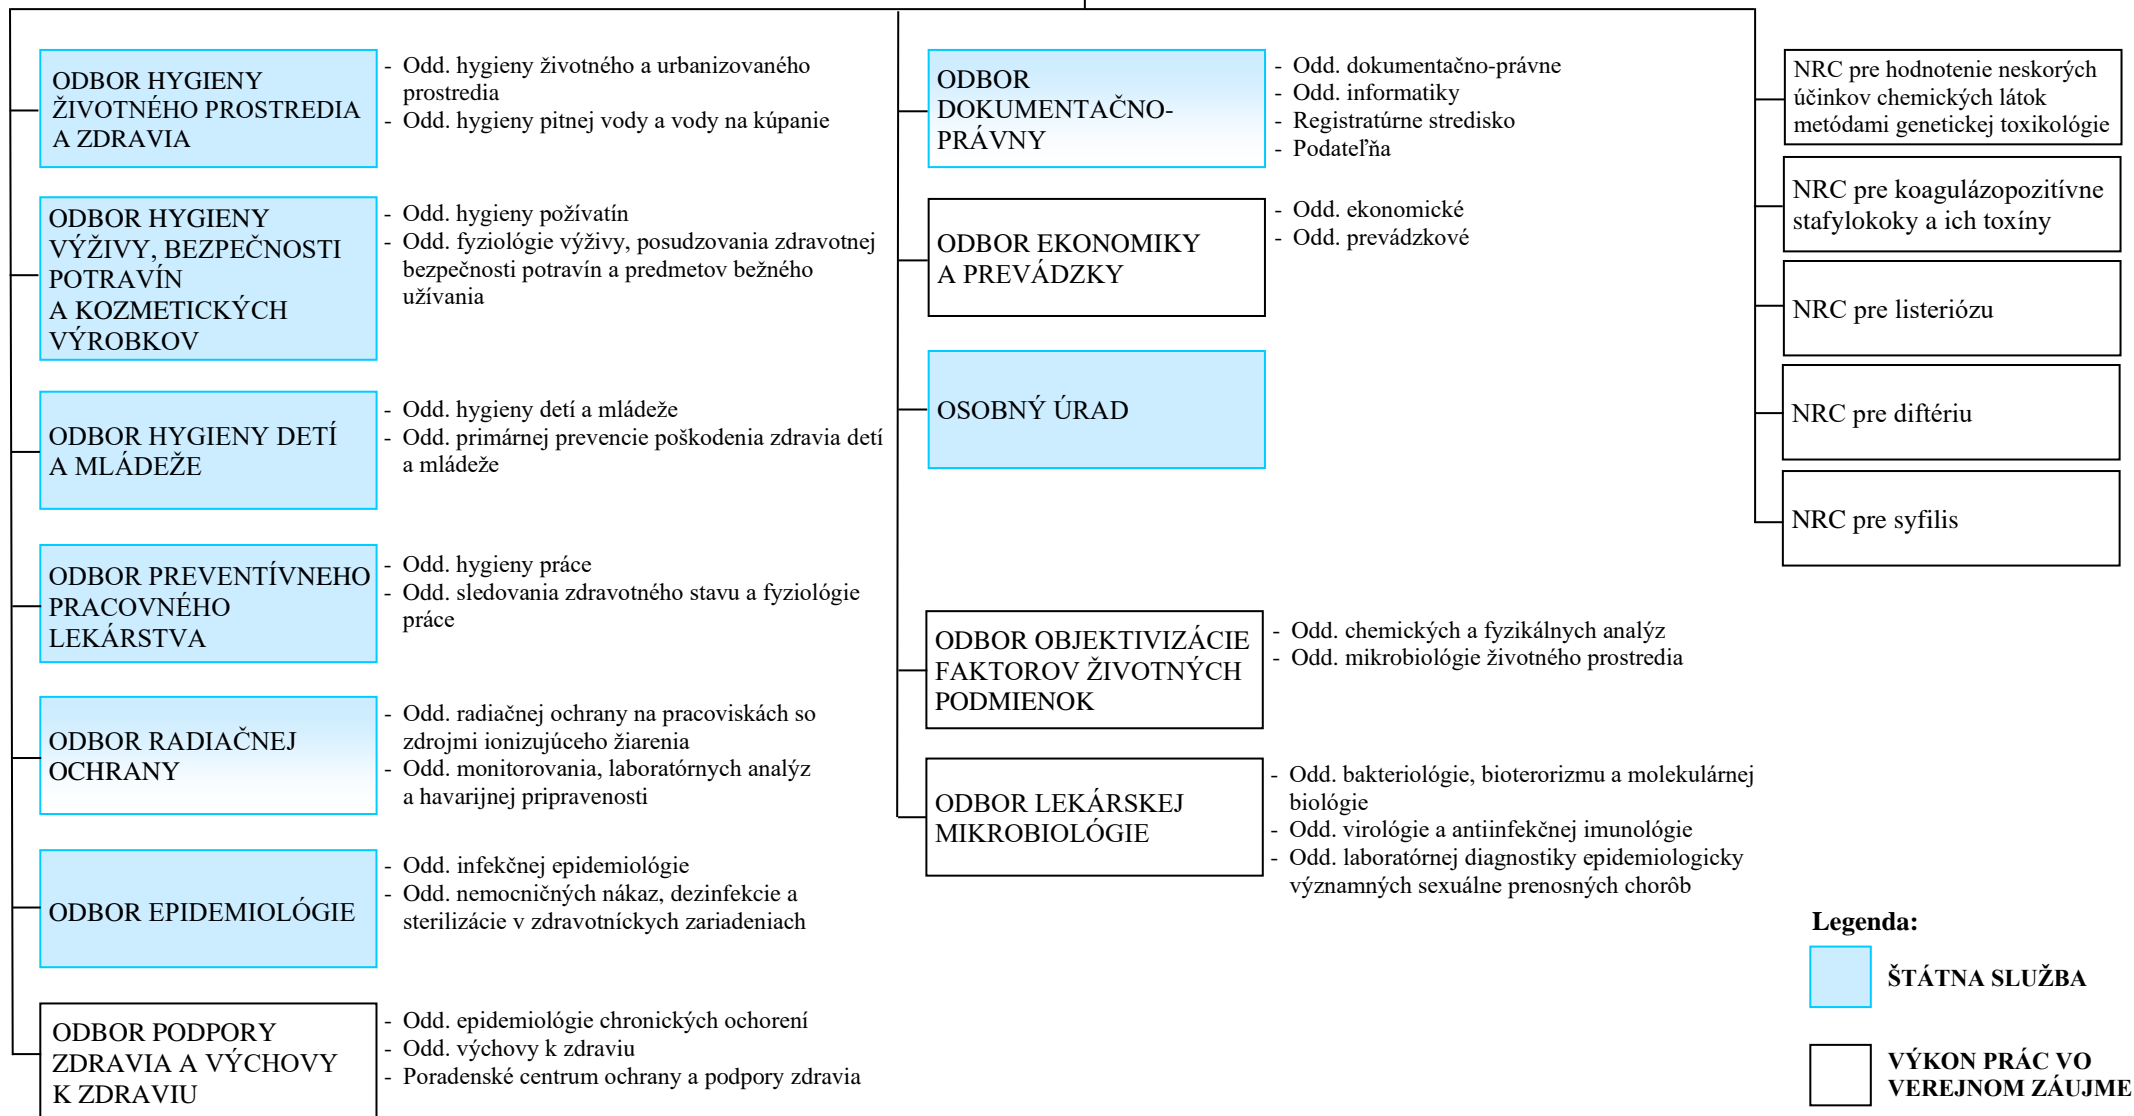 ODBOR HYGIENY
ŽIVOTNÉHO PROSTREDIA
A ZDRAVIA
- Odd. hygieny životného a urbanizovaného
prostredia
- Odd. hygieny pitnej vody a vody na kúpanie
ODBOR HYGIENY
VÝŽIVY, BEZPEČNOSTI
POTRAVÍN
A KOZMETICKÝCH
VÝROBKOV
- Odd. hygieny požívatín
- Odd. fyziológie výživy, posudzovania zdravotnej
bezpečnosti potravín a predmetov bežného
užívania
ODBOR HYGIENY DETÍ
A MLÁDEŽE
- Odd. hygieny detí a mládeže
- Odd. primárnej prevencie poškodenia zdravia detí
a mládeže
ODBOR PREVENTÍVNEHO
PRACOVNÉHO
LEKÁRSTVA
- Odd. hygieny práce
- Odd. sledovania zdravotného stavu a fyziológie
práce
ODBOR RADIAČNEJ
OCHRANY
- Odd. radiačnej ochrany na pracoviskách so
zdrojmi ionizujúceho žiarenia
- Odd. monitorovania, laboratórnych analýz
a havarijnej pripravenosti
ODBOR EPIDEMIOLÓGIE
- Odd. infekčnej epidemiológie
- Odd. nemocničných nákaz, dezinfekcie a
sterilizácie v zdravotníckych zariadeniach
ODBOR PODPORY
ZDRAVIA A VÝCHOVY
K ZDRAVIU
- Odd. epidemiológie chronických ochorení
- Odd. výchovy k zdraviu
- Poradenské centrum ochrany a podpory zdravia
ODBOR
DOKUMENTAČNO-
PRÁVNY
- Odd. dokumentačno-právne
- Odd. informatiky
- Registratúrne stredisko
- Podateľňa
ODBOR EKONOMIKY
A PREVÁDZKY
- Odd. ekonomické
- Odd. prevádzkové
OSOBNÝ ÚRAD
ODBOR OBJEKTIVIZÁCIE
FAKTOROV ŽIVOTNÝCH
PODMIENOK
- Odd. chemických a fyzikálnych analýz
- Odd. mikrobiológie životného prostredia
ODBOR LEKÁRSKEJ
MIKROBIOLÓGIE
- Odd. bakteriológie, bioterorizmu a molekulárnej
biológie
- Odd. virológie a antiinfekčnej imunológie
- Odd. laboratórnej diagnostiky epidemiologicky
významných sexuálne prenosných chorôb
NRC pre hodnotenie neskorých
účinkov chemických látok
metódami genetickej toxikológie
NRC pre koagulázopozitívne
stafylokoky a ich toxíny
NRC pre listeriózu
NRC pre diftériu
NRC pre syfilis
Legenda:
ŠTÁTNA SLUŽBA
VÝKON PRÁC VO
VEREJNOM ZÁUJME